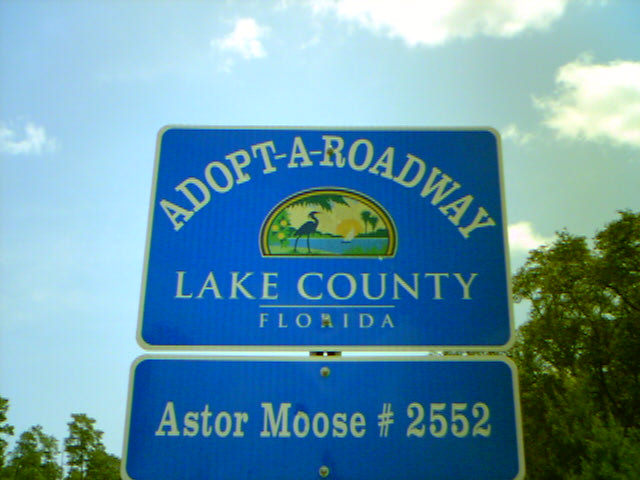 ADOPT-A-ROADWAY
LAKE COUNTY
FLORIDA
Astor Moose # 2552